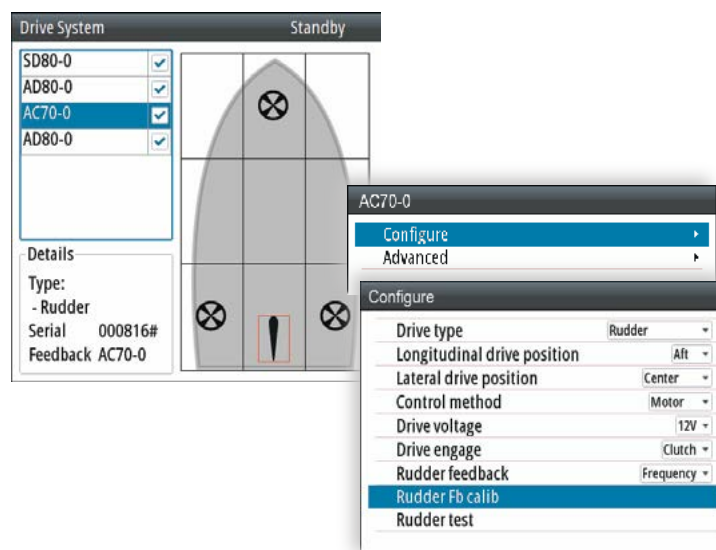 Drive System Standby
SD80-0
AD80-0
AC70-0
AD80-0
Details
Type:
- Rudder
Serial 000816#
Feedback AC70-0
AC70-0
Configure
Advanced
Configure
Drive type Rudder
Longitudinal drive position Aft
Lateral drive position Center
Control method Motor
Drive voltage 12V
Drive engage Clutch
Rudder feedback Frequency
Rudder Fb calib
Rudder test